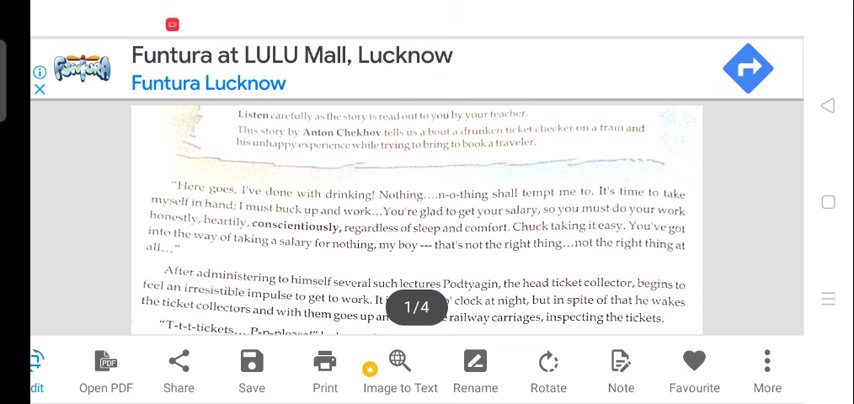 Funtura at LULU Mall, Lucknow
FUNTURA
Funtura Lucknow
Listen carefully as the story is read out to you by your teacher.
This story by Anton Chekhov tells us a bout a drunken ticket checker on a train and
his unhappy experience while trying to bring to book a traveler.
"Here goes, I've done with drinking! Nothing....n-o-thing shall tempt me to. It's time to take
myself in hand; I must buck up and work...You're glad to get your salary, so you must do your work
honestly, heartily, conscientiously, regardless of sleep and comfort. Chuck taking it easy. You've got
into the way of taking a salary for nothing, my boy --- that's not the right thing...not the right thing at
all..."
After administering to himself several such lectures Podtyagin, the head ticket collector, begins to
feel an irresistible impulse to get to work. It clock at night, but in spite of that he wakes
the ticket collectors and with them goes up railway carriages, inspecting the tickets.
1/4
"T-t-t-tickets... P-p-please!"
dit
Open PDF
Share
Save
Print
Image to Text
Rename
Rotate
Note
Favourite
More